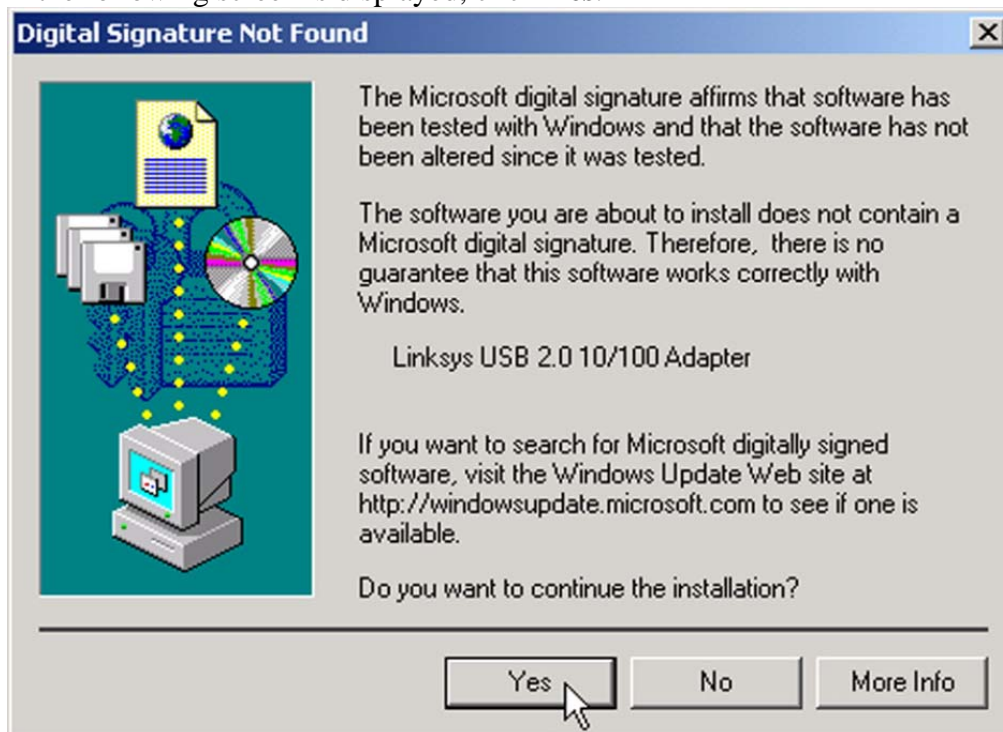 Digital Signature Not Found
The Microsoft digital signature affirms that software has
been tested with Windows and that the software has not
been altered since it was tested.
The software you are about to install does not contain a
Microsoft digital signature. Therefore, there is no
guarantee that this software works correctly with
Windows.
Linksys USB 2.0 10/100 Adapter
If you want to search for Microsoft digitally signed
software, visit the Windows Update Web site at
http://windowsupdate.microsoft.com to see if one is
available.
Do you want to continue the installation?
Yes
No
More Info